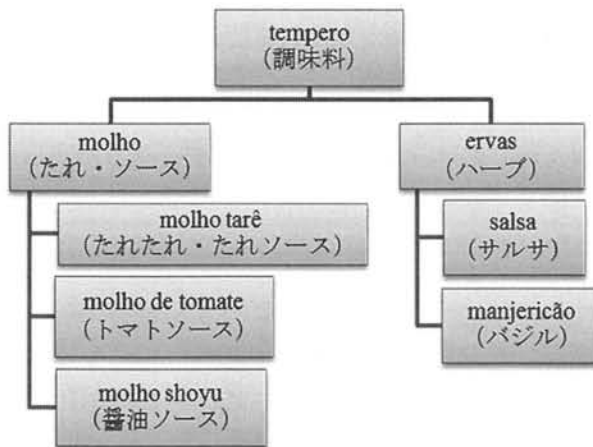 tempero
(調味料)
molho
(たれ・ソース)
molho tarê
(たれたれ・たれソース)
molho de tomate
(トマトソース)
molho shoyu
(醤油ソース)
ervas
(ハーブ)
salsa
(サルサ)
manjericão
(バジル)